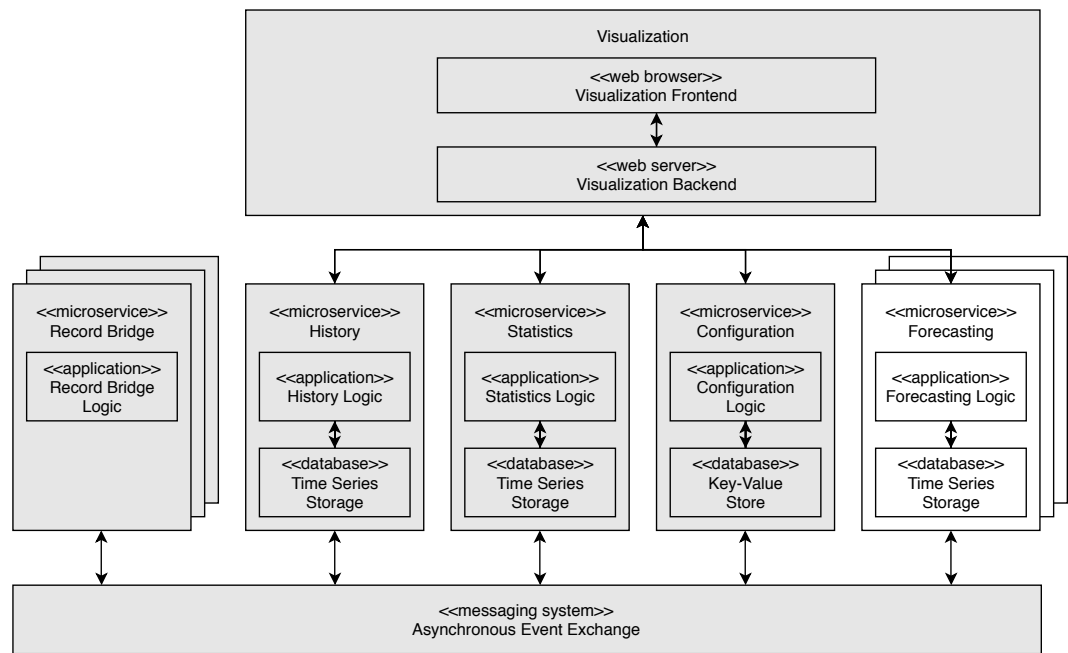 Visualization
<<web browser>>
Visualization Frontend
<<web server>>
Visualization Backend
<<microservice>>
Record Bridge
<<application>>
Record Bridge
Logic
<<microservice>>
History
<<application>>
History Logic
<<database>>
Time Series
Storage
<<microservice>>
Statistics
<<application>>
Statistics Logic
<<database>>
Time Series
Storage
<<microservice>>
Configuration
<<application>>
Configuration
Logic
<<database>>
Key-Value
Store
<<microservice>>
Forecasting
<<application>>
Forecasting Logic
<<database>>
Time Series
Storage
<<messaging system>>
Asynchronous Event Exchange